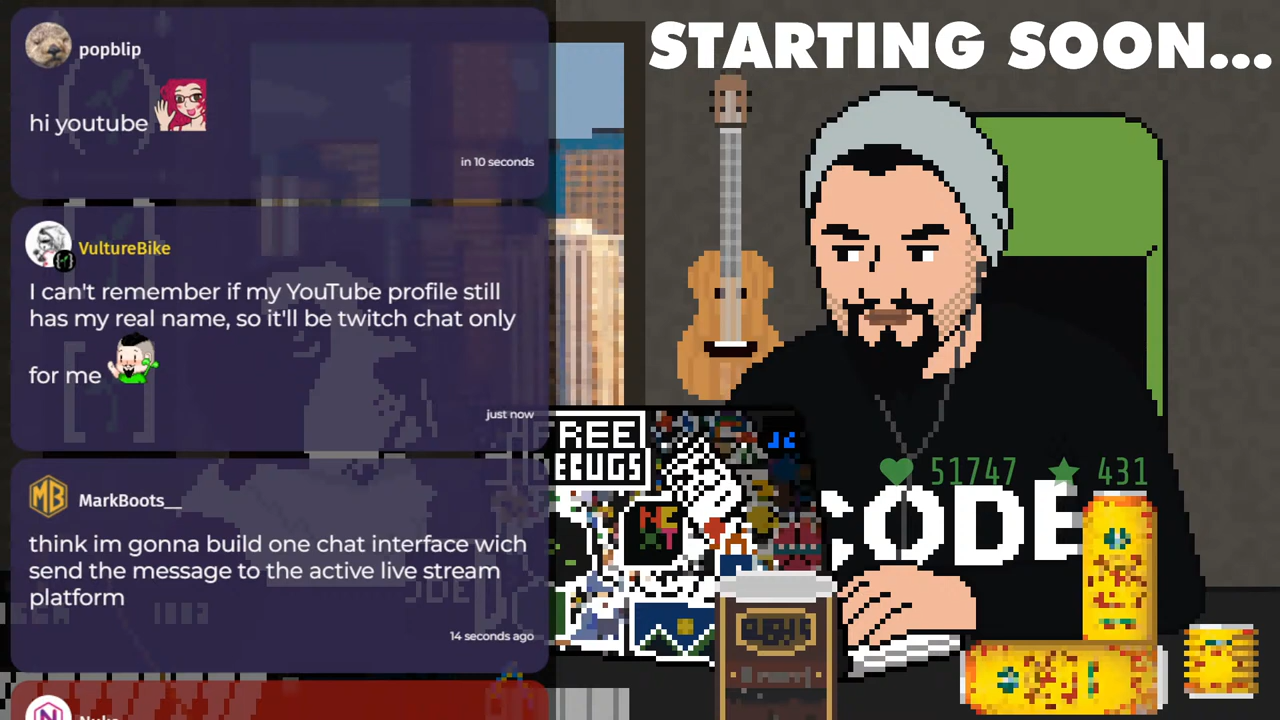 STARTING SOON...
popblip
hi youtube
in 10 seconds
VultureBike
I can't remember if my YouTube profile still
has my real name, so it'll be twitch chat only
for me
just now
MB
MarkBoots__
think im gonna build one chat interface wich
send the message to the active live stream
platform
14 seconds ago
51747
431
CODE